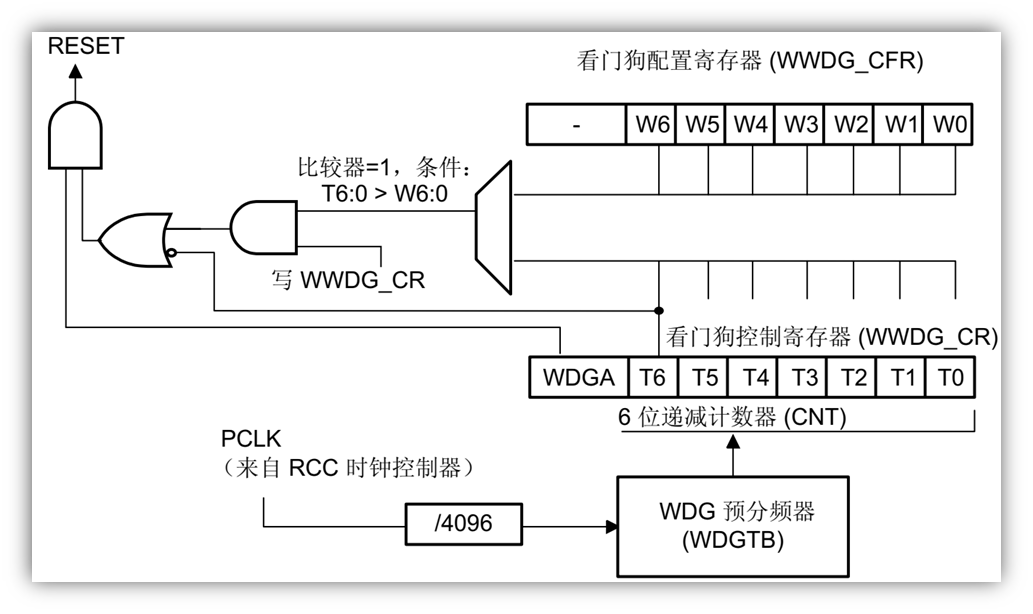 RESET
看门狗配置寄存器 (WWDG_CFR)
- W6 W5 W4 W3 W2 W1 W0
比较器=1，条件：
T6:0 > W6:0
写 WWDG_CR
看门狗控制寄存器 (WWDG_CR)
WDGA T6 T5 T4 T3 T2 T1 T0
6 位递减计数器 (CNT)
PCLK
（来自 RCC 时钟控制器）
/4096
WDG 预分频器
(WDGTB)